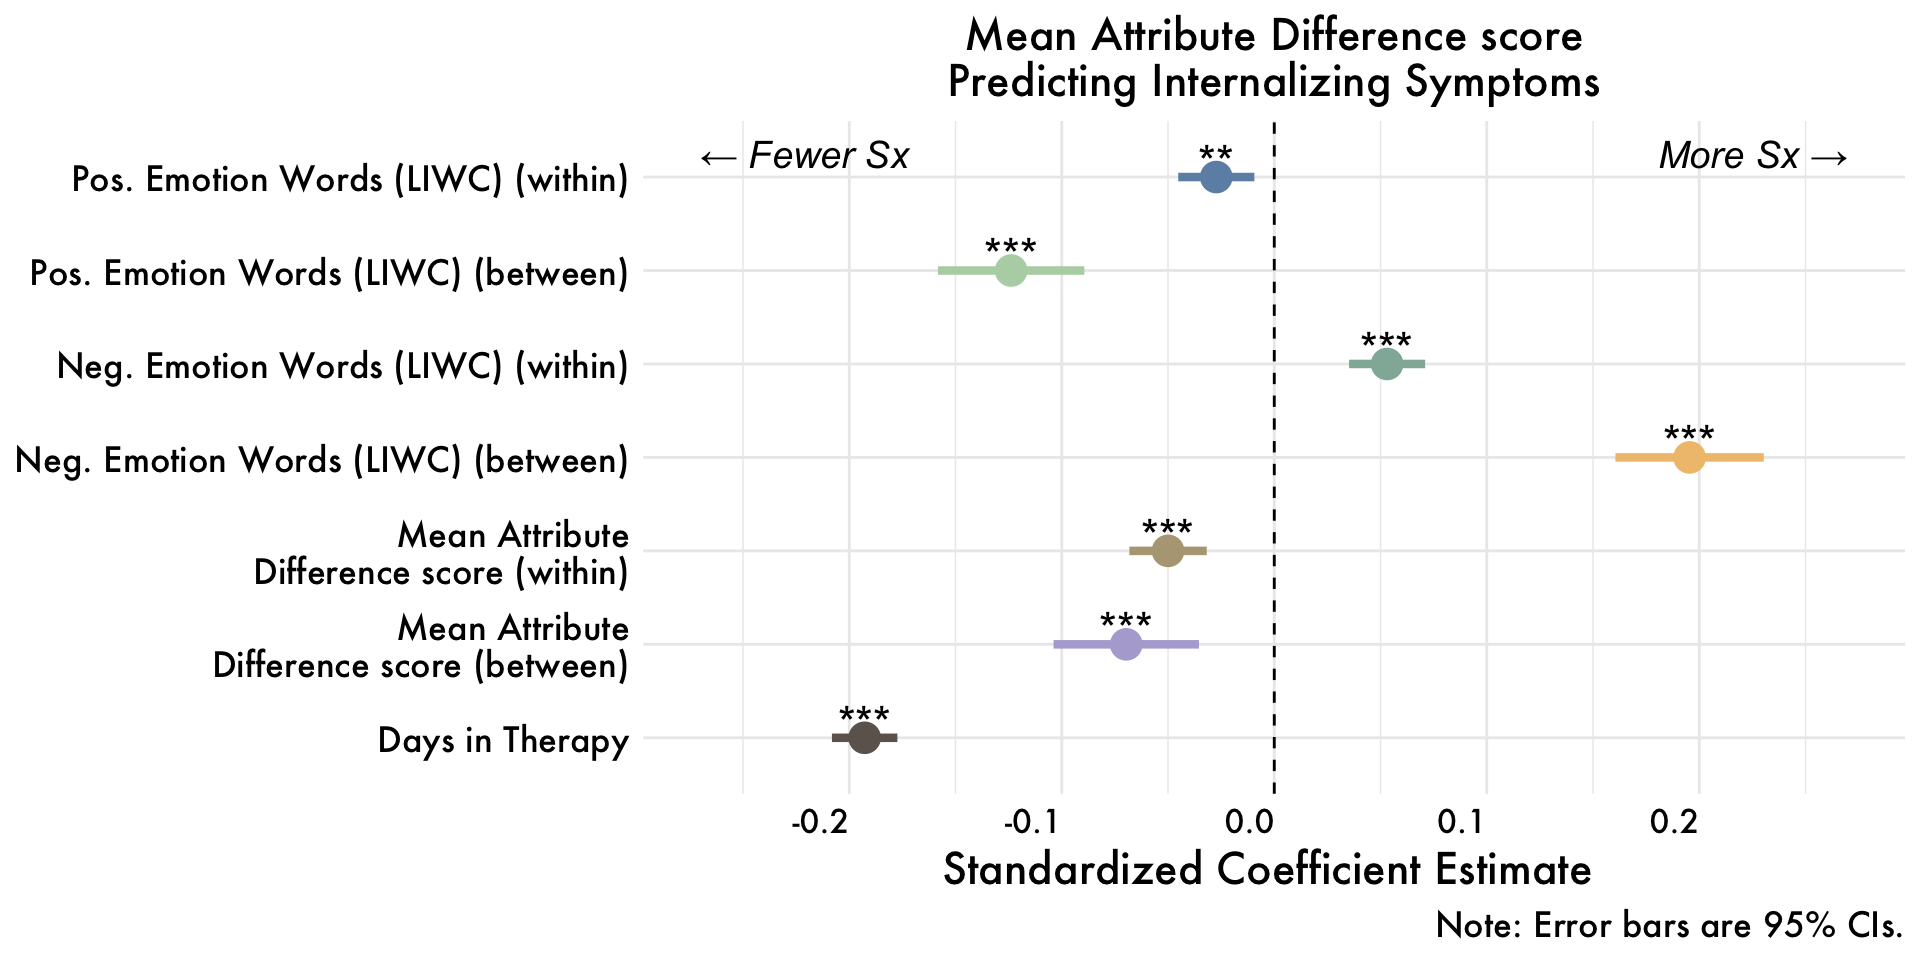 Mean Attribute Difference score
Predicting Internalizing Symptoms
← Fewer Sx
More Sx →
**
Pos. Emotion Words (LIWC) (within)
***
Pos. Emotion Words (LIWC) (between)
***
Neg. Emotion Words (LIWC) (within)
***
Neg. Emotion Words (LIWC) (between)
***
Mean Attribute
Difference score (within)
***
Mean Attribute
Difference score (between)
***
Days in Therapy
-0.2 -0.1 0.0 0.1 0.2
Standardized Coefficient Estimate
Note: Error bars are 95% CIs.